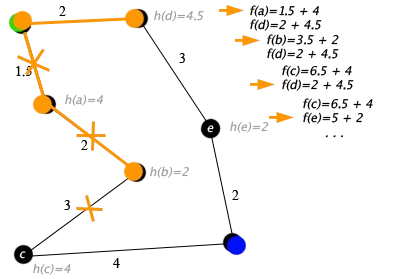 2
h(d)=4.5
f(a)=1.5 + 4
f(d)=2 + 4.5
f(b)=3.5 + 2
f(d)=2 + 4.5
3
f(c)=6.5 + 4
1.5
f(d)=2 + 4.5
h(a)=4
f(c)=6.5 + 4
f(e)=5 + 2
e
h(e)=2
. . .
2
h(b)=2
3
2
c
h(c)=4
4